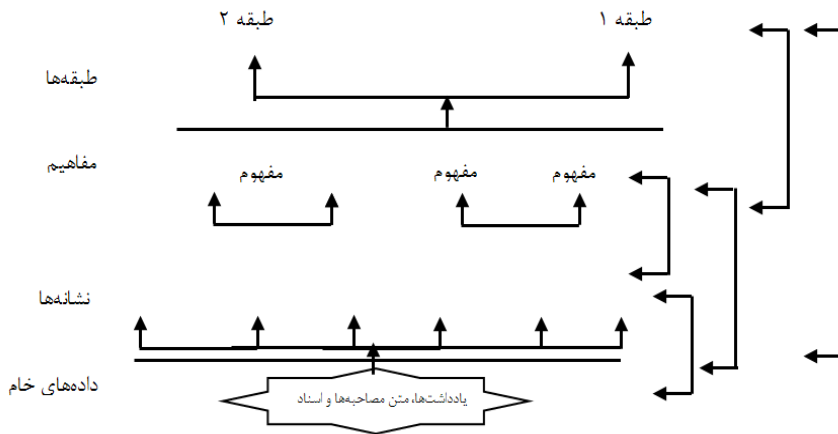 طبقه ۱
طبقه ۲
طبقه‌ها
مفاهیم
مفهوم
مفهوم
مفهوم
نشانه‌ها
داده‌های خام
یادداشت‌ها، متن مصاحبه‌ها و اسناد